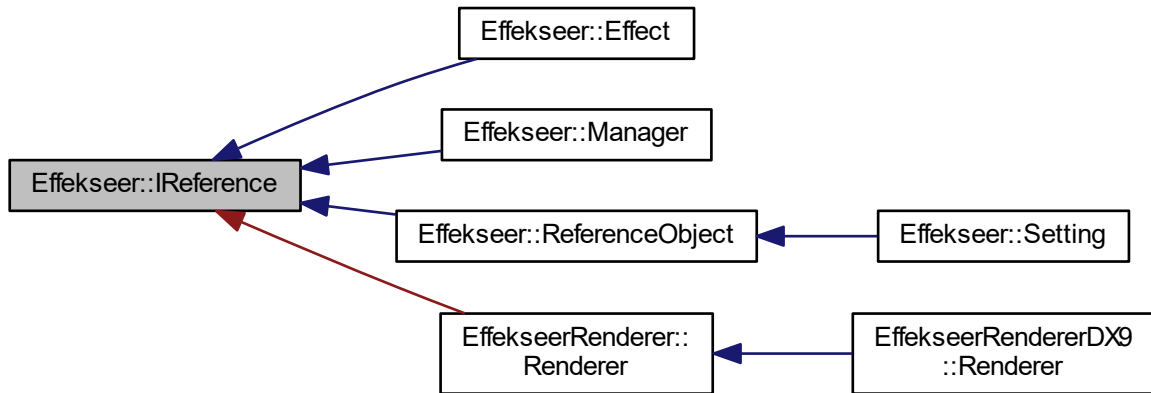 Effekseer::Effect
Effekseer::Manager
Effekseer::IReference
Effekseer::ReferenceObject
Effekseer::Setting
EffekseerRenderer::
Renderer
EffekseerRendererDX9
::Renderer